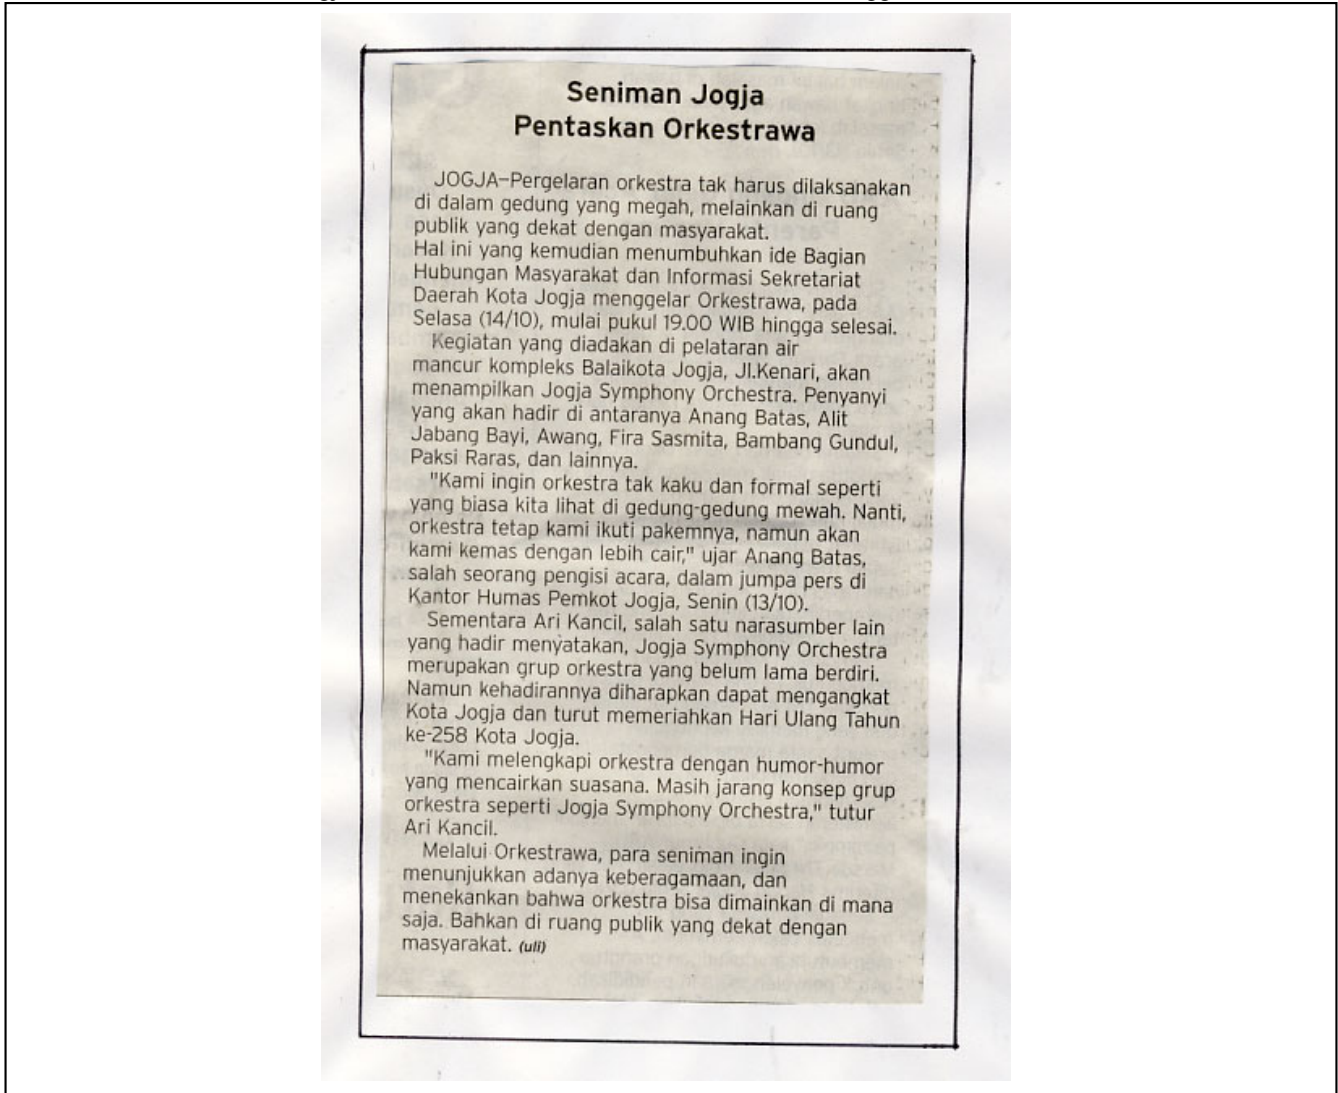 Seniman Jogja
Pentaskan Orkestrawa
JOGJA–Pergelaran orkestra tak harus dilaksanakan
di dalam gedung yang megah, melainkan di ruang
publik yang dekat dengan masyarakat.
Hal ini yang kemudian menumbuhkan ide Bagian
Hubungan Masyarakat dan Informasi Sekretariat
Daerah Kota Jogja menggelar Orkestrawa, pada
Selasa (14/10), mulai pukul 19.00 WIB hingga selesai.
Kegiatan yang diadakan di pelataran air
mancur kompleks Balaikota Jogja, Jl.Kenari, akan
menampilkan Jogja Symphony Orchestra. Penyanyi
yang akan hadir di antaranya Anang Batas, Alit
Jabang Bayi, Awang, Fira Sasmita, Bambang Gundul,
Paksi Raras, dan lainnya.
"Kami ingin orkestra tak kaku dan formal seperti
yang biasa kita lihat di gedung-gedung mewah. Nanti,
orkestra tetap kami ikuti pakemnya, namun akan
kami kemas dengan lebih cair," ujar Anang Batas,
salah seorang pengisi acara, dalam jumpa pers di
Kantor Humas Pemkot Jogja, Senin (13/10).
Sementara Ari Kancil, salah satu narasumber lain
yang hadir menyatakan, Jogja Symphony Orchestra
merupakan grup orkestra yang belum lama berdiri.
Namun kehadirannya diharapkan dapat mengangkat
Kota Jogja dan turut memeriahkan Hari Ulang Tahun
ke-258 Kota Jogja.
"Kami melengkapi orkestra dengan humor-humor
yang mencairkan suasana. Masih jarang konsep grup
orkestra seperti Jogja Symphony Orchestra," tutur
Ari Kancil.
Melalui Orkestrawa, para seniman ingin
menunjukkan adanya keberagamaan, dan
menekankan bahwa orkestra bisa dimainkan di mana
saja. Bahkan di ruang publik yang dekat dengan
masyarakat. (uli)